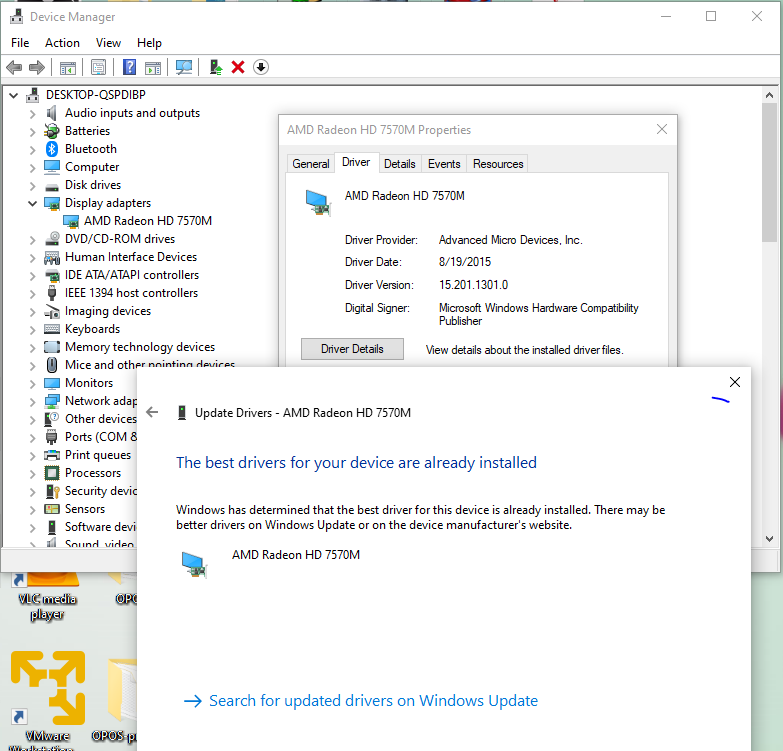 Device Manager
File Action View Help
DESKTOP-QSPDIBP
Audio inputs and outputs
Batteries
Bluetooth
Computer
Disk drives
Display adapters
AMD Radeon HD 7570M
DVD/CD-ROM drives
Human Interface Devices
IDE ATA/ATAPI controllers
IEEE 1394 host controllers
Imaging devices
Keyboards
Memory technology devices
Mice and other pointing devices
Monitors
Network adap
Other devices
Ports (COM &
Print queues
Processors
Security devic
Sensors
Software devi
Sound, video
AMD Radeon HD 7570M Properties
General Driver Details Events Resources
AMD Radeon HD 7570M
Driver Provider: Advanced Micro Devices, Inc.
Driver Date: 8/19/2015
Driver Version: 15.201.1301.0
Digital Signer: Microsoft Windows Hardware Compatibility
Publisher
Driver Details View details about the installed driver files.
Update Drivers - AMD Radeon HD 7570M
The best drivers for your device are already installed
Windows has determined that the best driver for this device is already installed. There may be
better drivers on Windows Update or on the device manufacturer's website.
AMD Radeon HD 7570M
Search for updated drivers on Windows Update
VLC media
player
OPO
VMware
Workstation
OPOS p